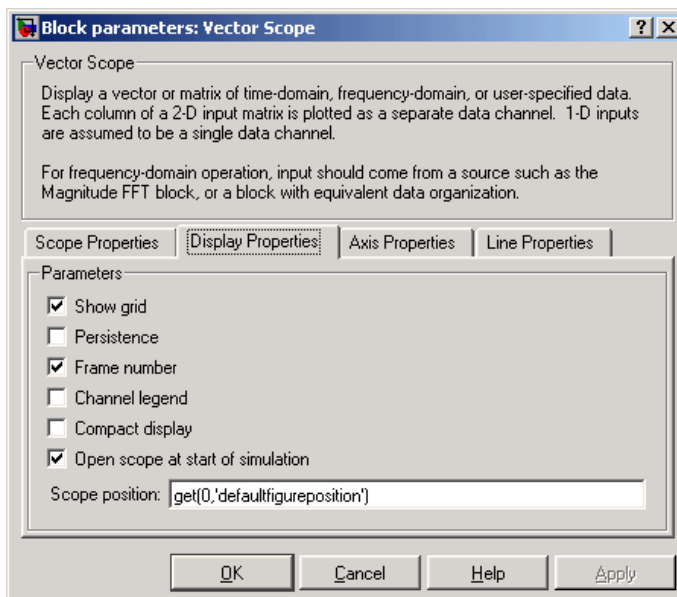 Block parameters: Vector Scope
Vector Scope
Display a vector or matrix of time-domain, frequency-domain, or user-specified data.
Each column of a 2-D input matrix is plotted as a separate data channel. 1-D inputs
are assumed to be a single data channel.
For frequency-domain operation, input should come from a source such as the
Magnitude FFT block, or a block with equivalent data organization.
Scope Properties Display Properties Axis Properties Line Properties
Parameters
Show grid
Persistence
Frame number
Channel legend
Compact display
Open scope at start of simulation
Scope position: get(0,'defaultfigureposition')
OK Cancel Help Apply